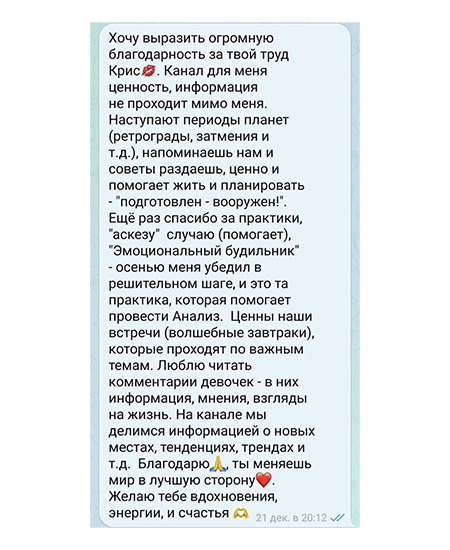 Хочу выразить огромную
благодарность за твой труд
Крис💋. Канал для меня
ценность, информация
не проходит мимо меня.
Наступают периоды планет
(ретрограды, затмения и
т.д.), напоминаешь нам и
советы раздаешь, ценно и
помогает жить и планировать
- "подготовлен - вооружен!".
Ещё раз спасибо за практики,
"аскезу"  случаю (помогает),
"Эмоциональный будильник"
- осенью меня убедил в
решительном шаге, и это та
практика, которая помогает
провести Анализ.  Ценны наши
встречи (волшебные завтраки),
которые проходят по важным
темам. Люблю читать
комментарии девочек - в них
информация, мнения, взгляды
на жизнь. На канале мы
делимся информацией о новых
местах, тенденциях, трендах и
т.д.  Благодарю🙏, ты меняешь
мир в лучшую сторону❤️.
Желаю тебе вдохновения,
энергии, и счастья 🫶 21 дек. в 20:12